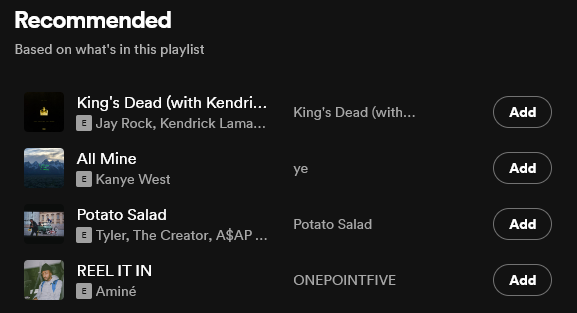 Recommended
Based on what's in this playlist
King's Dead (with Kendri...
E Jay Rock, Kendrick Lama...
King's Dead (with...
Add
All Mine
E Kanye West
ye
Add
Potato Salad
E Tyler, The Creator, A$AP ...
Potato Salad
Add
REEL IT IN
E Aminé
ONEPOINTFIVE
Add